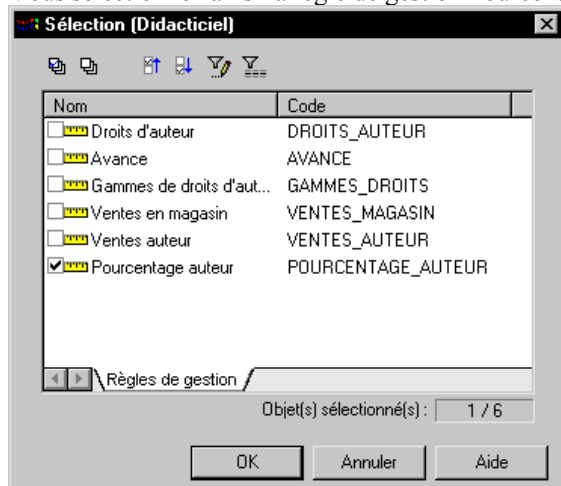 Sélection (Didacticiel)
Nom Code
Droits d'auteur DROITS_AUTEUR
Avance AVANCE
Gammes de droits d'aut... GAMMES_DROITS
Ventes en magasin VENTES_MAGASIN
Ventes auteur VENTES_AUTEUR
Pourcentage auteur POURCENTAGE_AUTEUR
Règles de gestion
Objet(s) sélectionné(s) : 1 / 6
OK Annuler Aide